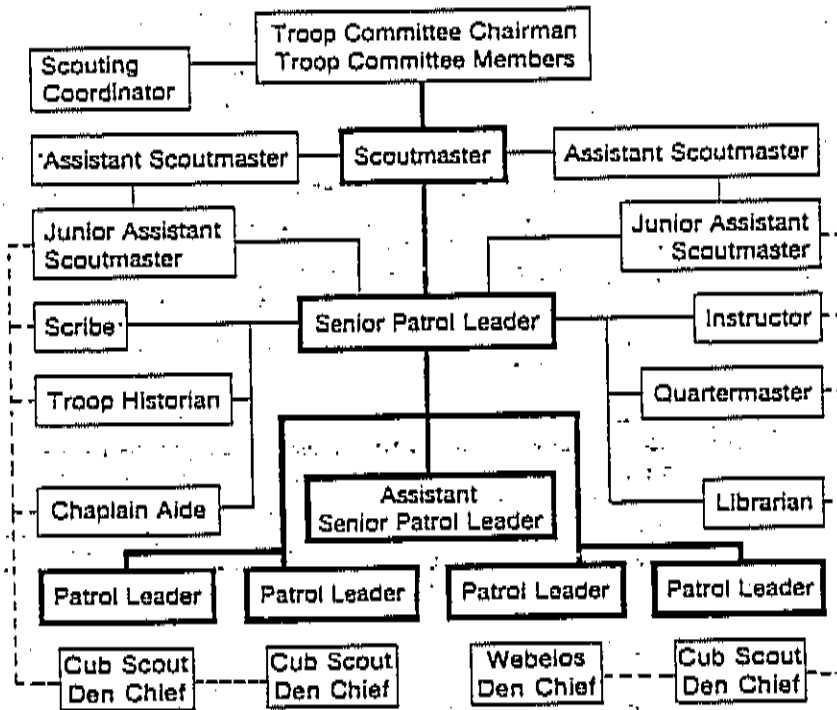 Troop Committee Chairman
Troop Committee Members
Scouting
Coordinator
Assistant Scoutmaster
Scoutmaster
Assistant Scoutmaster
Junior Assistant
Scoutmaster
Junior Assistant
Scoutmaster
Scribe
Senior Patrol Leader
Instructor
Troop Historian
Quartermaster
Chaplain Aide
Assistant
Senior Patrol Leader
Librarian
Patrol Leader
Patrol Leader
Patrol Leader
Patrol Leader
Cub Scout
Den Chief
Cub Scout
Den Chief
Webelos
Den Chief
Cub Scout
Den Chief